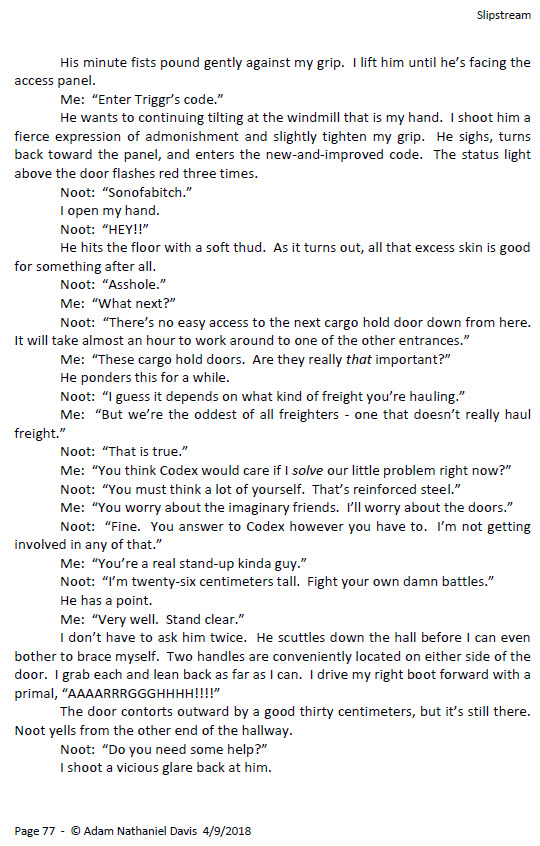 Slipstream
His minute fists pound gently against my grip.  I lift him until he's facing the
access panel.
Me:  “Enter Triggr’s code.”
He wants to continuing tilting at the windmill that is my hand.  I shoot him a
fierce expression of admonishment and slightly tighten my grip.  He sighs, turns
back toward the panel, and enters the new-and-improved code.  The status light
above the door flashes red three times.
Noot:  “Sonofabitch.”
I open my hand.
Noot:  “HEY!!”
He hits the floor with a soft thud.  As it turns out, all that excess skin is good
for something after all.
Noot:  “Asshole.”
Me:  “What next?”
Noot:  “There’s no easy access to the next cargo hold door down from here.
It will take almost an hour to work around to one of the other entrances.”
Me:  “These cargo hold doors.  Are they really that important?”
He ponders this for a while.
Noot:  “I guess it depends on what kind of freight you’re hauling.”
Me:  “But we’re the oddest of all freighters - one that doesn’t really haul
freight.”
Noot:  “That is true.”
Me:  “You think Codex would care if I solve our little problem right now?”
Noot:  “You must think a lot of yourself.  That’s reinforced steel.”
Me:  “You worry about the imaginary friends.  I’ll worry about the doors.”
Noot:  “Fine.  You answer to Codex however you have to.  I’m not getting
involved in any of that.”
Me:  “You’re a real stand-up kinda guy.”
Noot:  “I’m twenty-six centimeters tall.  Fight your own damn battles.”
He has a point.
Me:  “Very well.  Stand clear.”
I don’t have to ask him twice.  He scuttles down the hall before I can even
bother to brace myself.  Two handles are conveniently located on either side of the
door.  I grab each and lean back as far as I can.  I drive my right boot forward with a
primal, “AAAARRRGGGHHHH!!!!”
The door contorts outward by a good thirty centimeters, but it’s still there.
Noot yells from the other end of the hallway.
Noot:  “Do you need some help?”
I shoot a vicious glare back at him.
Page 77  -  © Adam Nathaniel Davis  4/9/2018